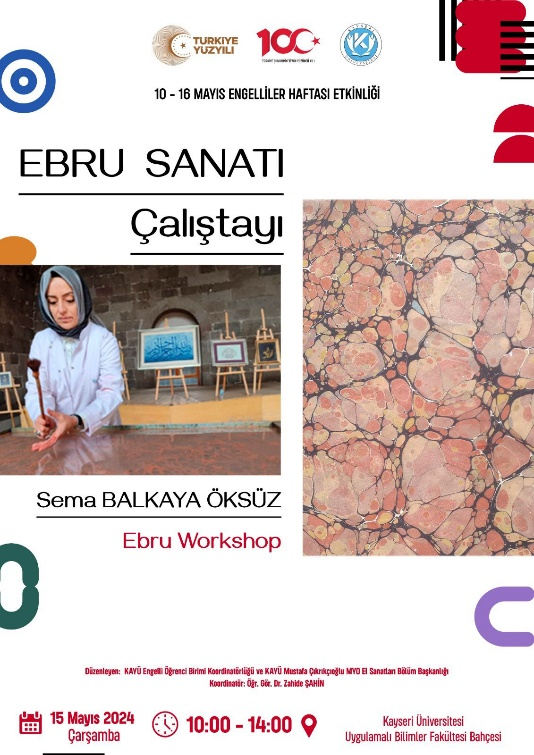 TÜRKİYE
YÜZYILI
100
10 - 16 MAYIS ENGELLİLER HAFTASI ETKİNLİĞİ
EBRU SANATI
Çalıştayı
Sema BALKAYA ÖKSÜZ
Ebru Workshop
Düzenleyen: KAYÜ Engelli Öğrenci Birimi Koordinatörlüğü ve KAYÜ Mustafa Çıkrıkçıoğlu MYO El Sanatları Bölüm Başkanlığı
Koordinatör: Öğr. Gör. Dr. Zahide ŞAHİN
15 Mayıs 2024
Çarşamba
10:00 - 14:00
Kayseri Üniversitesi
Uygulamalı Bilimler Fakültesi Bahçesi